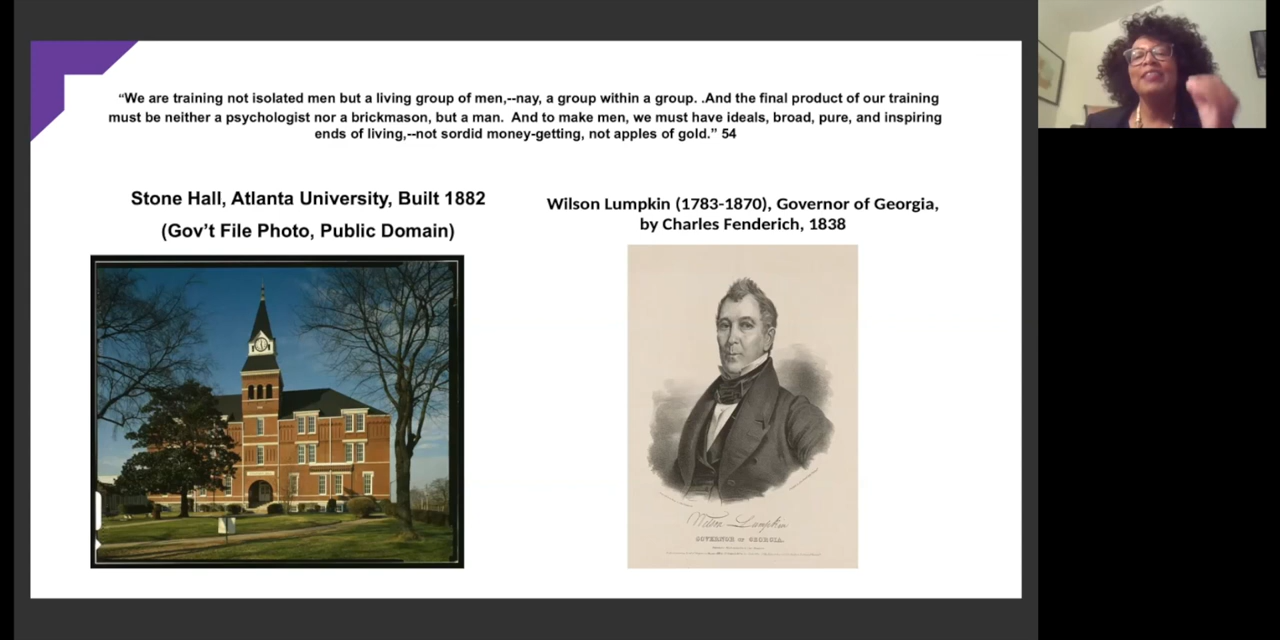 “We are training not isolated men but a living group of men,--nay, a group within a group. .And the final product of our training
must be neither a psychologist nor a brickmason, but a man.  And to make men, we must have ideals, broad, pure, and inspiring
ends of living,--not sordid money-getting, not apples of gold.” 54
Stone Hall, Atlanta University, Built 1882
(Gov’t File Photo, Public Domain)
Wilson Lumpkin (1783-1870), Governor of Georgia,
by Charles Fenderich, 1838
Wilson Lumpkin
GOVERNOR OF GEORGIA.